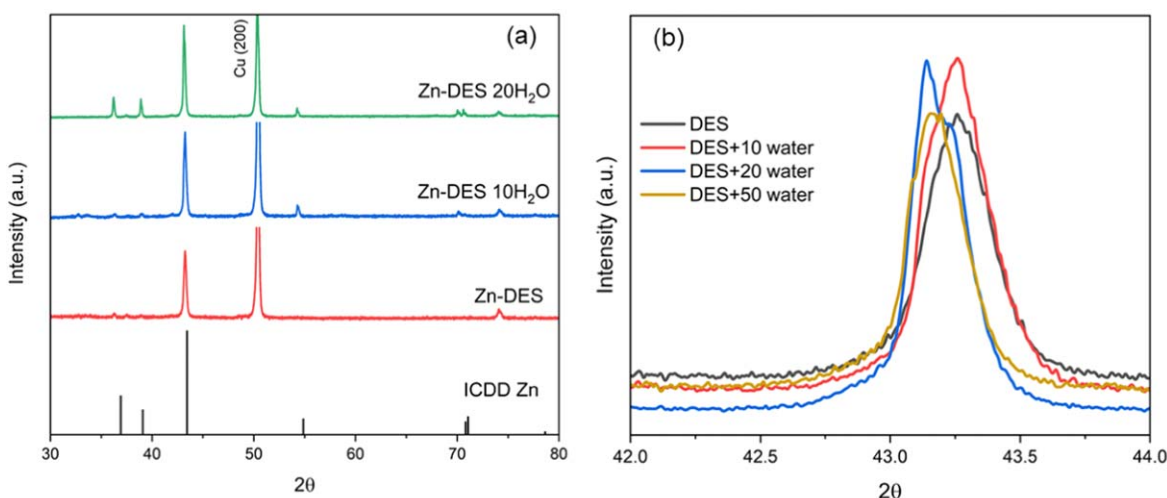 (a)
Cu (200)
Zn-DES 20H₂O
Zn-DES 10H₂O
Zn-DES
ICDD Zn
Intensity (a.u.)
30 40 50 60 70 80
2θ
(b)
DES
DES+10 water
DES+20 water
DES+50 water
Intensity (a.u.)
42.0 42.5 43.0 43.5 44.0
2θ